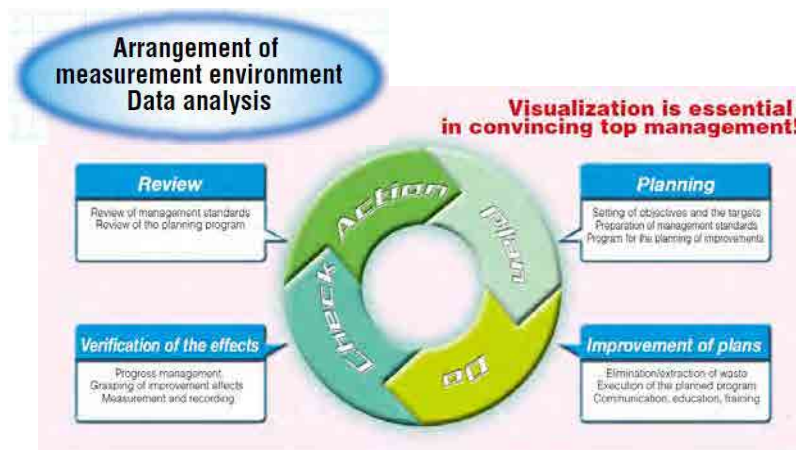 Arrangement of
measurement environment
Data analysis
Visualization is essential
in convincing top management!
Review
Review of management standards
Review of the planning program
Planning
Setting of objectives and the targets
Preparation of management standards
Program for the planning of improvements
Action
Plan
Check
Do
Verification of the effects
Progress management
Grasping of improvement effects
Measurement and recording
Improvement of plans
Elimination/extraction of waste
Execution of the planned program
Communication, education, training